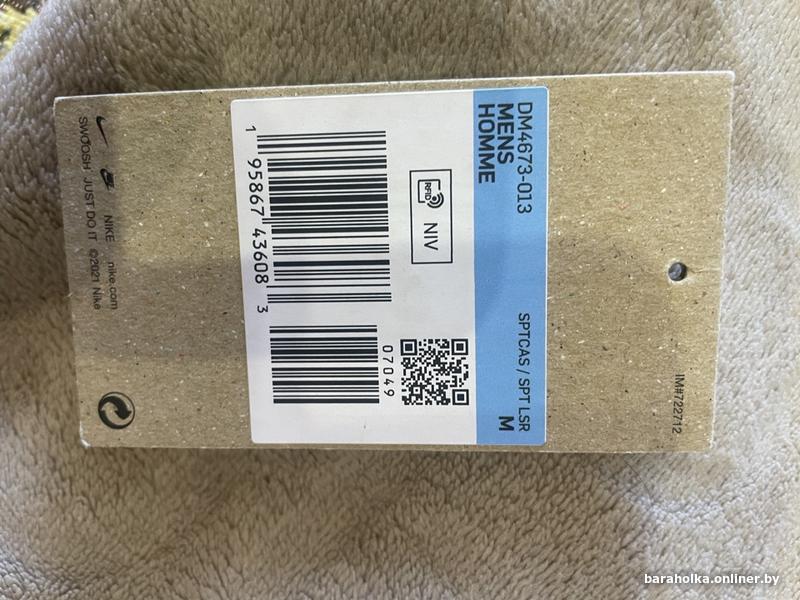 IM#722712
DM4673-013
MENS
HOMME
SPTCAS / SPT LSR
M
RFID
NIV
07049
1 95867 43608 3
NIKE nike.com
SWOOSH JUST DO IT ©2021 Nike
baraholka.onliner.by